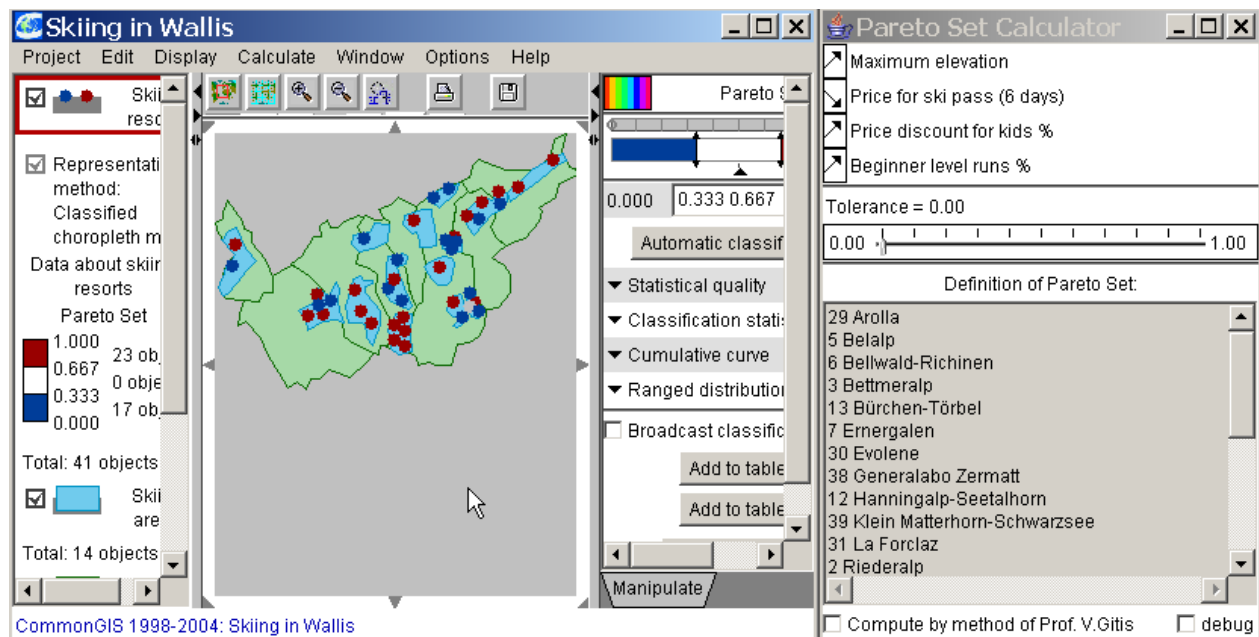 Skiing in Wallis
Project Edit Display Calculate Window Options Help
Skii
resc
Representati
method:
Classified
choropleth m
Data about skiir
resorts
Pareto Set
1.000
0.667
0.333
0.000
23 obj
0 obje
17 obj
Total: 41 objects
Skii
are
Total: 14 objects
Pareto S
0.000
0.333 0.667
Automatic classif
Statistical quality
Classification stati
Cumulative curve
Ranged distributio
Broadcast classific
Add to table
Add to table
Manipulate
CommonGIS 1998-2004: Skiing in Wallis
Pareto Set Calculator
Maximum elevation
Price for ski pass (6 days)
Price discount for kids %
Beginner level runs %
Tolerance = 0.00
0.00 1.00
Definition of Pareto Set:
29 Arolla
5 Belalp
6 Bellwald-Richinen
3 Bettmeralp
13 Bürchen-Törbel
7 Ernergalen
30 Evolene
38 Generalabo Zermatt
12 Hanningalp-Seetalhorn
39 Klein Matterhorn-Schwarzsee
31 La Forclaz
2 Riederalp
Compute by method of Prof. V.Gitis
debug